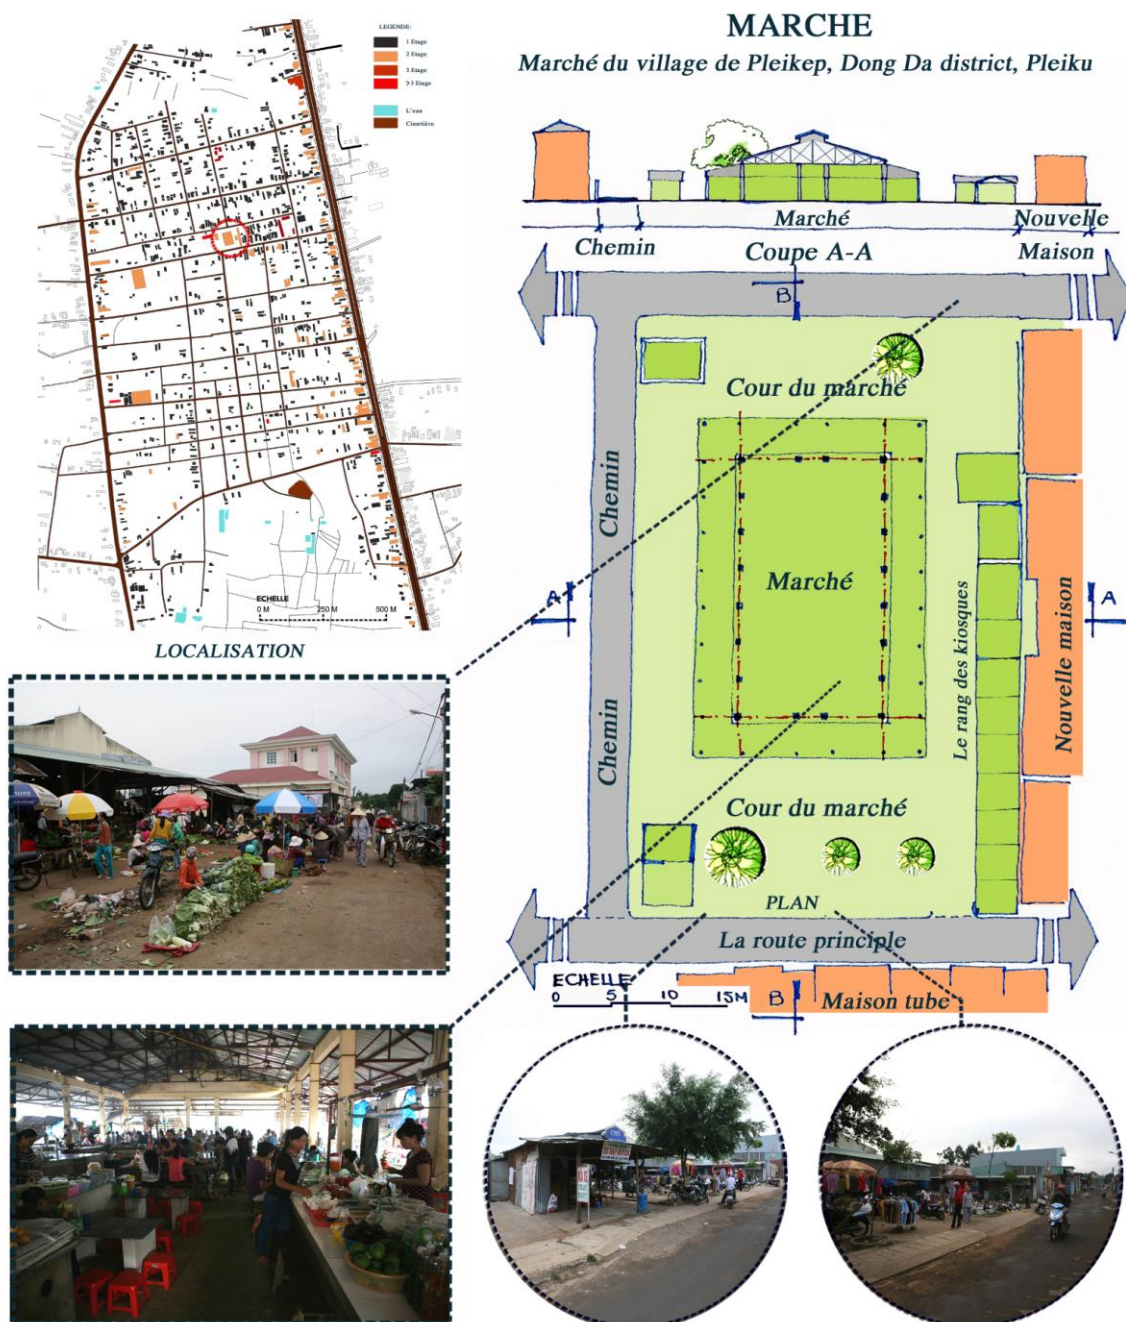 LEGENDE:
1 Etage
2 Etage
3 Etage
>3 Etage
L'eau
Cimetière
ECHELLE
0 M 250 M 500 M
LOCALISATION
MARCHE
Marché du village de Pleikep, Dong Da district, Pleiku
Marché
Nouvelle
Chemin
Coupe A-A
Maison
B
Cour du marché
Chemin
Marché
A
A
Le rang des kiosques
Nouvelle maison
Chemin
Cour du marché
PLAN
La route principle
ECHELLE
0 5 10 15M
B
Maison tube